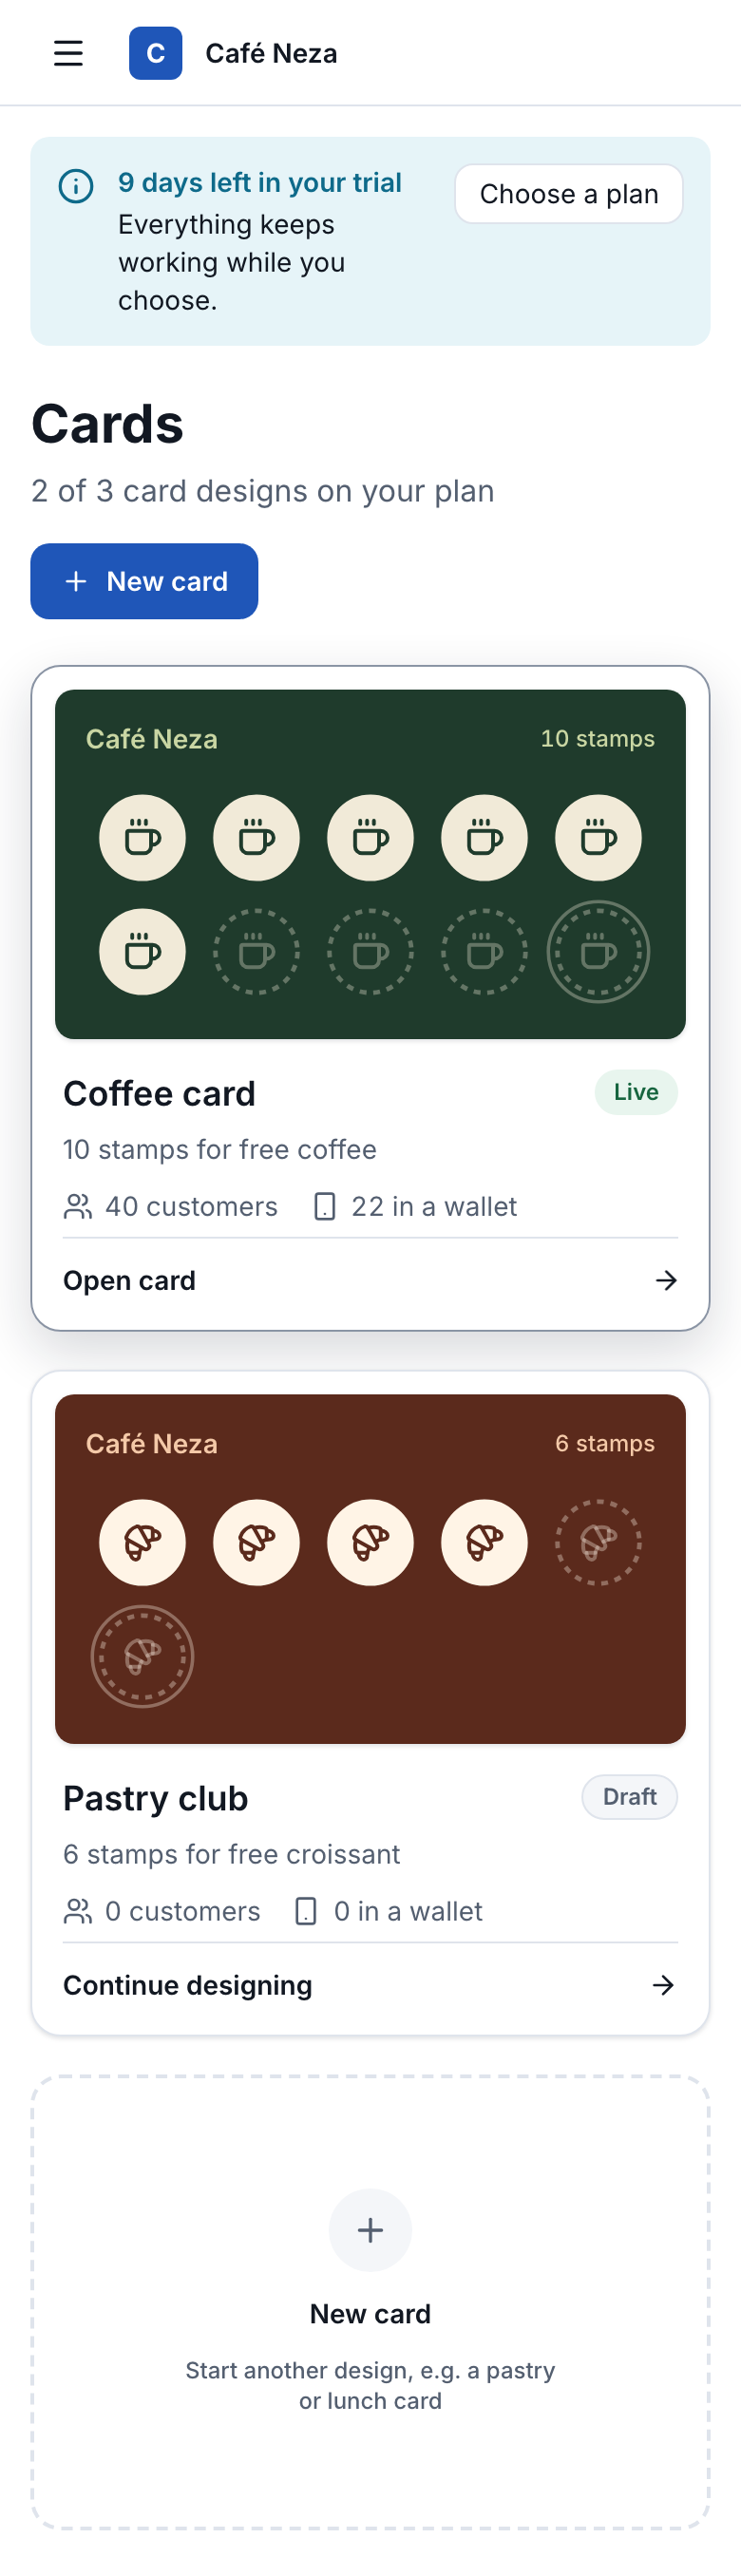 C Café Neza
9 days left in your trial
Choose a plan
Everything keeps
working while you
choose.
Cards
2 of 3 card designs on your plan
New card
Café Neza 10 stamps
Coffee card Live
10 stamps for free coffee
40 customers 22 in a wallet
Open card
Café Neza 6 stamps
Pastry club Draft
6 stamps for free croissant
0 customers 0 in a wallet
Continue designing
New card
Start another design, e.g. a pastry
or lunch card